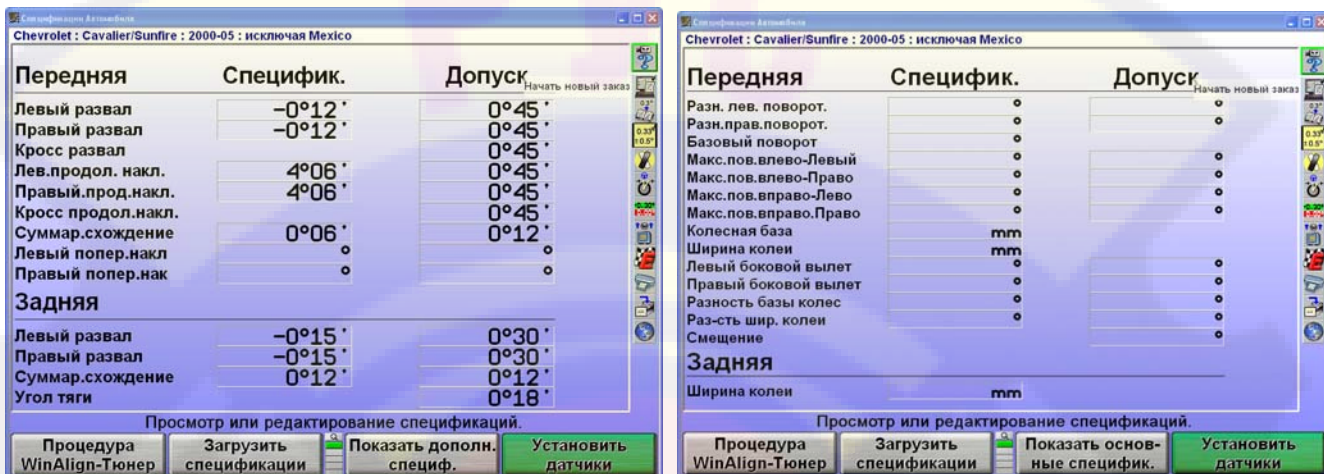 Спецификации Автомобиля
Chevrolet : Cavalier/Sunfire : 2000-05 : исключая Mexico
Передняя Специфик. Допуск
Начать новый заказ
Левый развал -0°12' 0°45'
Правый развал -0°12' 0°45'
Кросс развал 0°45'
Лев.продол. накл. 4°06' 0°45'
Правый.прод.накл. 4°06' 0°45'
Кросс продол.накл. 0°45'
Суммар.схождение 0°06' 0°12'
Левый попер.накл ° °
Правый попер.нак ° °
Задняя
Левый развал -0°15' 0°30'
Правый развал -0°15' 0°30'
Суммар.схождение 0°12' 0°12'
Угол тяги 0°18'
Просмотр или редактирование спецификаций.
Процедура WinAlign-Тюнер
Загрузить спецификации
Показать дополн. специф.
Установить датчики
Спецификации Автомобиля
Chevrolet : Cavalier/Sunfire : 2000-05 : исключая Mexico
Передняя Специфик. Допуск
Начать новый заказ
Разн. лев. поворот. ° °
Разн.прав.поворот. ° °
Базовый поворот °
Макс.пов.влево-Левый ° °
Макс.пов.влево-Право ° °
Макс.пов.вправо-Лево ° °
Макс.пов.вправо.Право ° °
Колесная база mm
Ширина колеи mm
Левый боковой вылет ° °
Правый боковой вылет ° °
Разность базы колес ° °
Раз-сть шир. колеи ° °
Смещение °
Задняя
Ширина колеи mm
Просмотр или редактирование спецификаций.
Процедура WinAlign-Тюнер
Загрузить спецификации
Показать основ-ные специфик.
Установить датчики